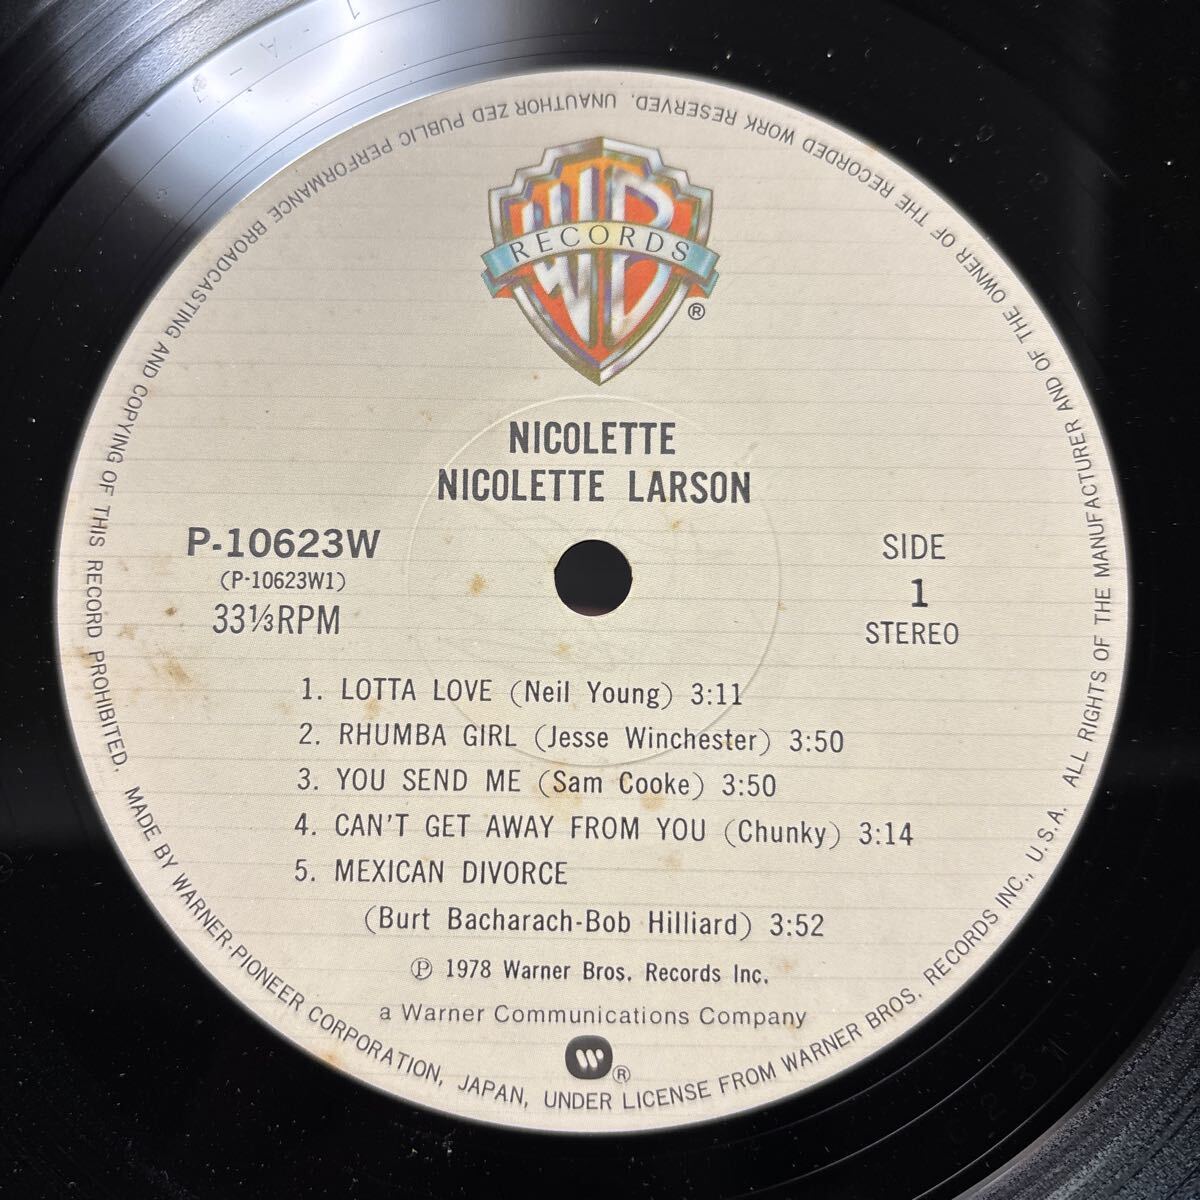 WB
RECORDS
®
NICOLETTE
NICOLETTE LARSON
P-10623W
(P-10623W1)
33⅓RPM
SIDE
1
STEREO
1. LOTTA LOVE (Neil Young) 3:11
2. RHUMBA GIRL (Jesse Winchester) 3:50
3. YOU SEND ME (Sam Cooke) 3:50
4. CAN'T GET AWAY FROM YOU (Chunky) 3:14
5. MEXICAN DIVORCE
(Burt Bacharach-Bob Hilliard) 3:52
Ⓟ 1978 Warner Bros. Records Inc.
a Warner Communications Company
®
MADE BY WARNER-PIONEER CORPORATION, JAPAN, UNDER LICENSE FROM WARNER BROS. RECORDS INC., U.S.A. ALL RIGHTS OF THE MANUFACTURER AND OF THE OWNER OF THE RECORDED WORK RESERVED. UNAUTHOR ZED PUBLIC PERFORMANCE BROADCASTING AND COPYING OF THIS RECORD PROHIBITED.